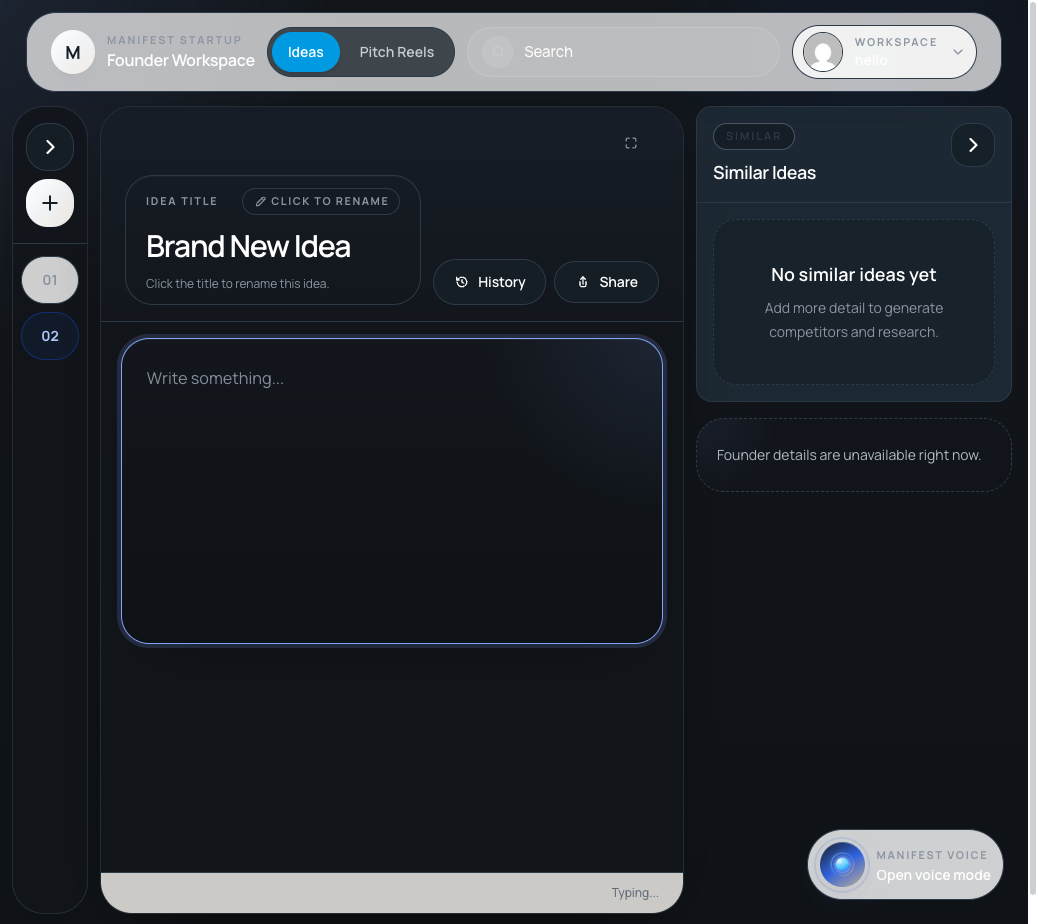 M
MANIFEST STARTUP
Founder Workspace
Ideas
Pitch Reels
Search
WORKSPACE
hello
01
02
IDEA TITLE
CLICK TO RENAME
Brand New Idea
Click the title to rename this idea.
History
Share
Write something...
Typing...
SIMILAR
Similar Ideas
No similar ideas yet
Add more detail to generate
competitors and research.
Founder details are unavailable right now.
MANIFEST VOICE
Open voice mode